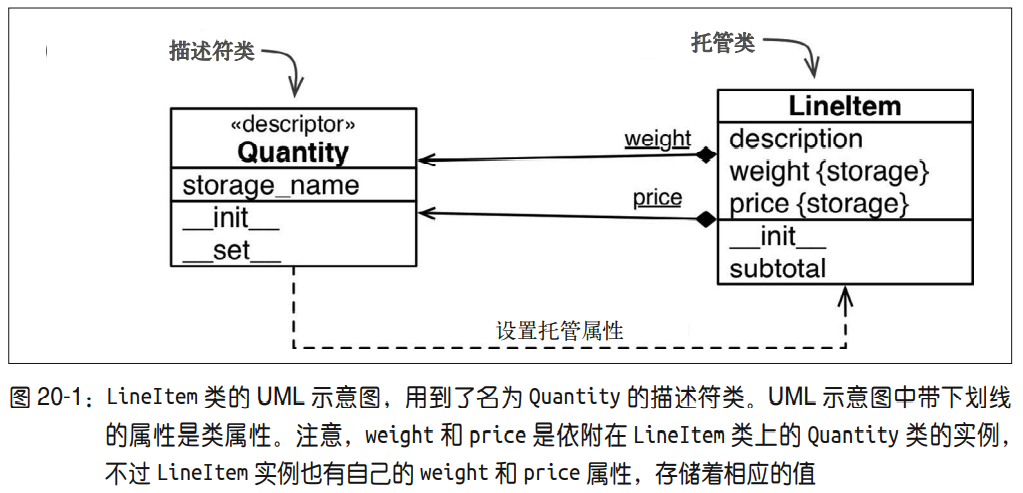 描述符类
托管类
«descriptor»
Quantity
storage_name
__init__
__set__
weight
price
LineItem
description
weight {storage}
price {storage}
__init__
subtotal
设置托管属性
图 20-1：LineItem 类的 UML 示意图，用到了名为 Quantity 的描述符类。UML 示意图中带下划线
的属性是类属性。注意，weight 和 price 是依附在 LineItem 类上的 Quantity 类的实例，
不过 LineItem 实例也有自己的 weight 和 price 属性，存储着相应的值